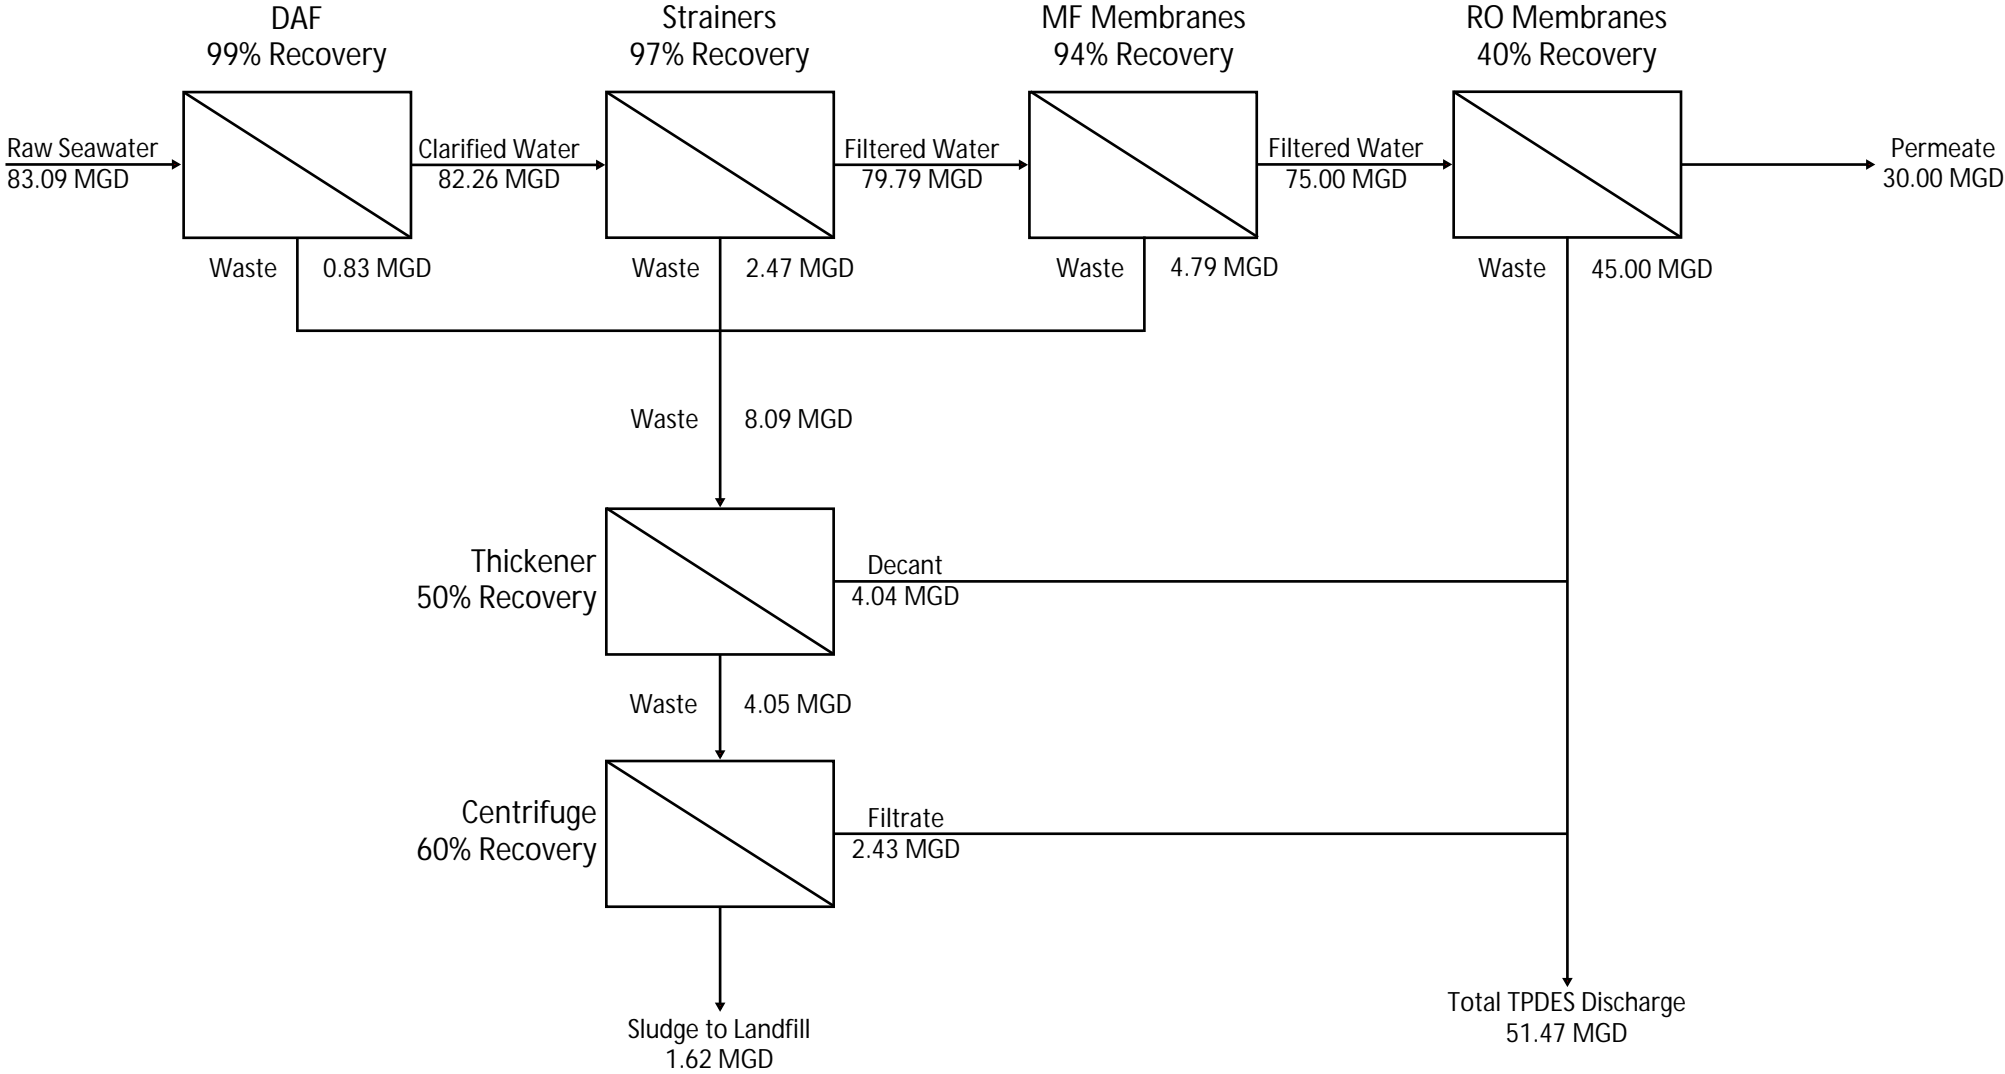 DAF
99% Recovery
Strainers
97% Recovery
MF Membranes
94% Recovery
RO Membranes
40% Recovery
Raw Seawater
83.09 MGD
Clarified Water
82.26 MGD
Filtered Water
79.79 MGD
Filtered Water
75.00 MGD
Permeate
30.00 MGD
Waste 0.83 MGD
Waste 2.47 MGD
Waste 4.79 MGD
Waste 45.00 MGD
Waste 8.09 MGD
Thickener
50% Recovery
Decant
4.04 MGD
Waste 4.05 MGD
Centrifuge
60% Recovery
Filtrate
2.43 MGD
Sludge to Landfill
1.62 MGD
Total TPDES Discharge
51.47 MGD